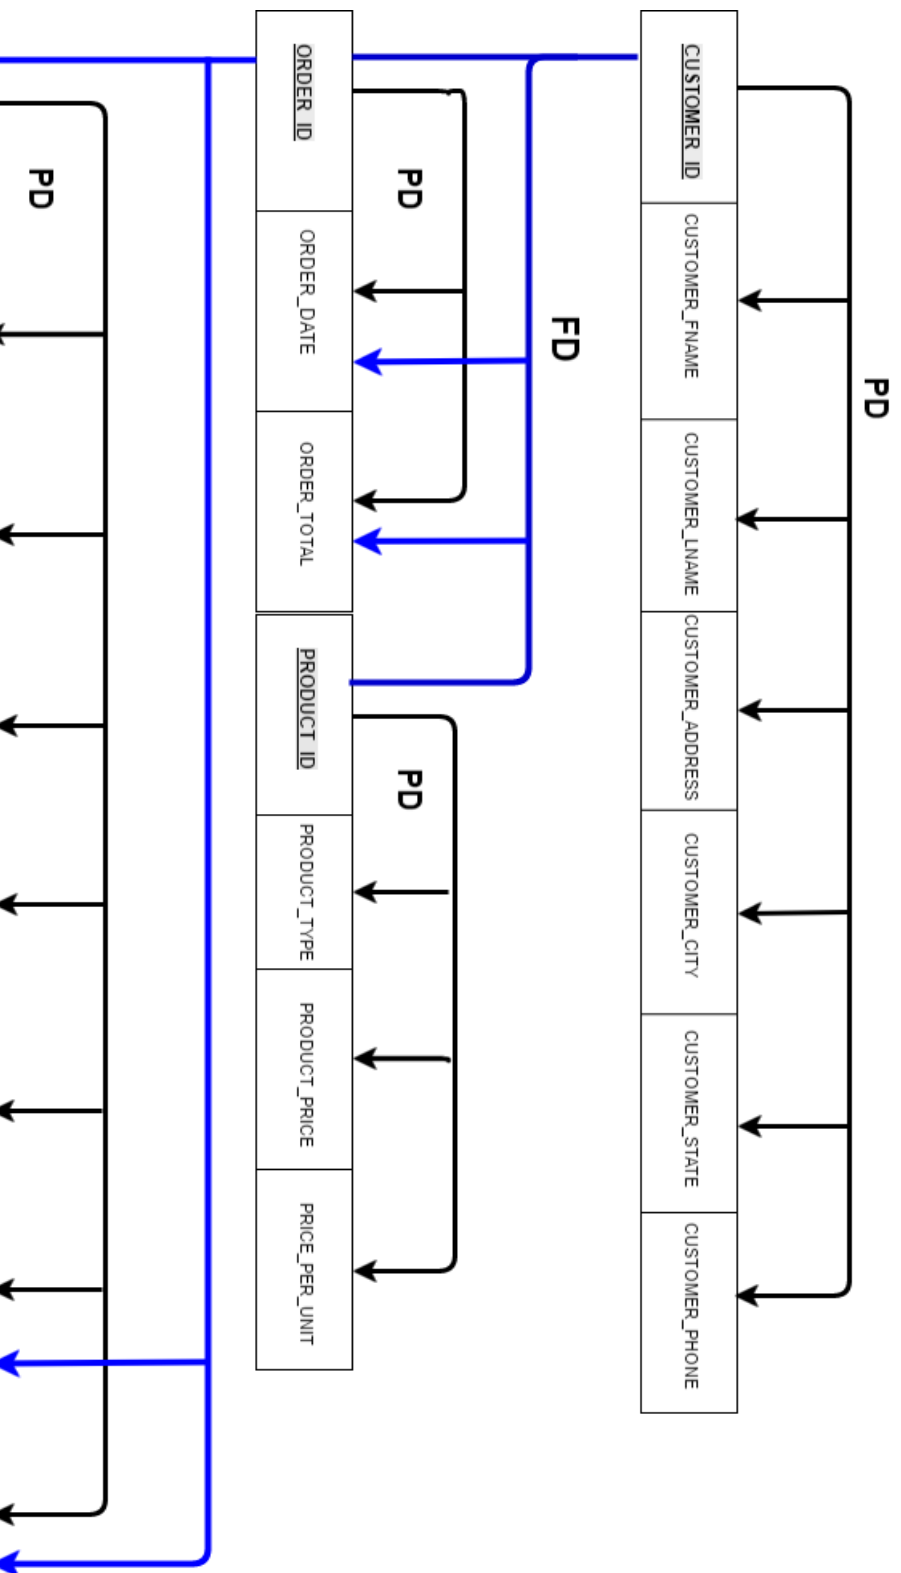 PD
CUSTOMER_ID
CUSTOMER_FNAME
CUSTOMER_LNAME
CUSTOMER_ADDRESS
CUSTOMER_CITY
CUSTOMER_STATE
CUSTOMER_PHONE
FD
PD
PD
ORDER_ID
ORDER_DATE
ORDER_TOTAL
PRODUCT_ID
PRODUCT_TYPE
PRODUCT_PRICE
PRICE_PER_UNIT
PD